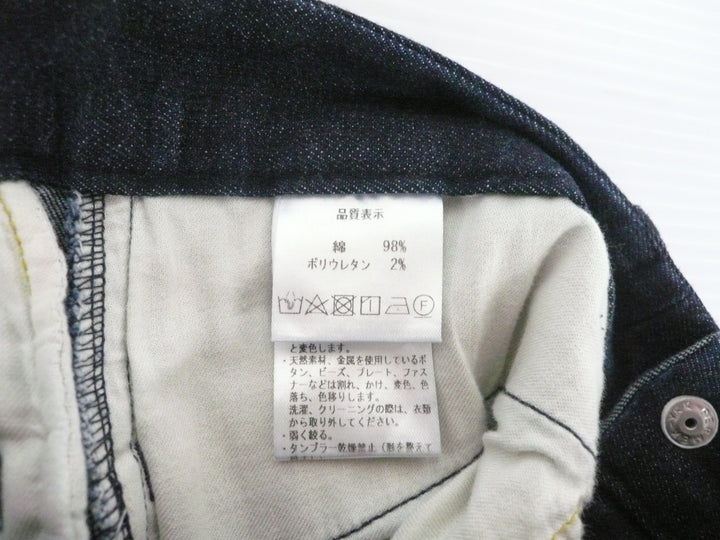 品質表示
綿 98%
ポリウレタン 2%
F
と変色します。
・天然素材、金属を使用しているボ
タン、ビーズ、プレート、ファス
ナーなどは割れ、かけ、変色、色
落ち、色移りします。
洗濯、クリーニングの際は、衣類
から取り外してください。
・弱く絞る。
・タンブラー乾燥禁止（形を整えて